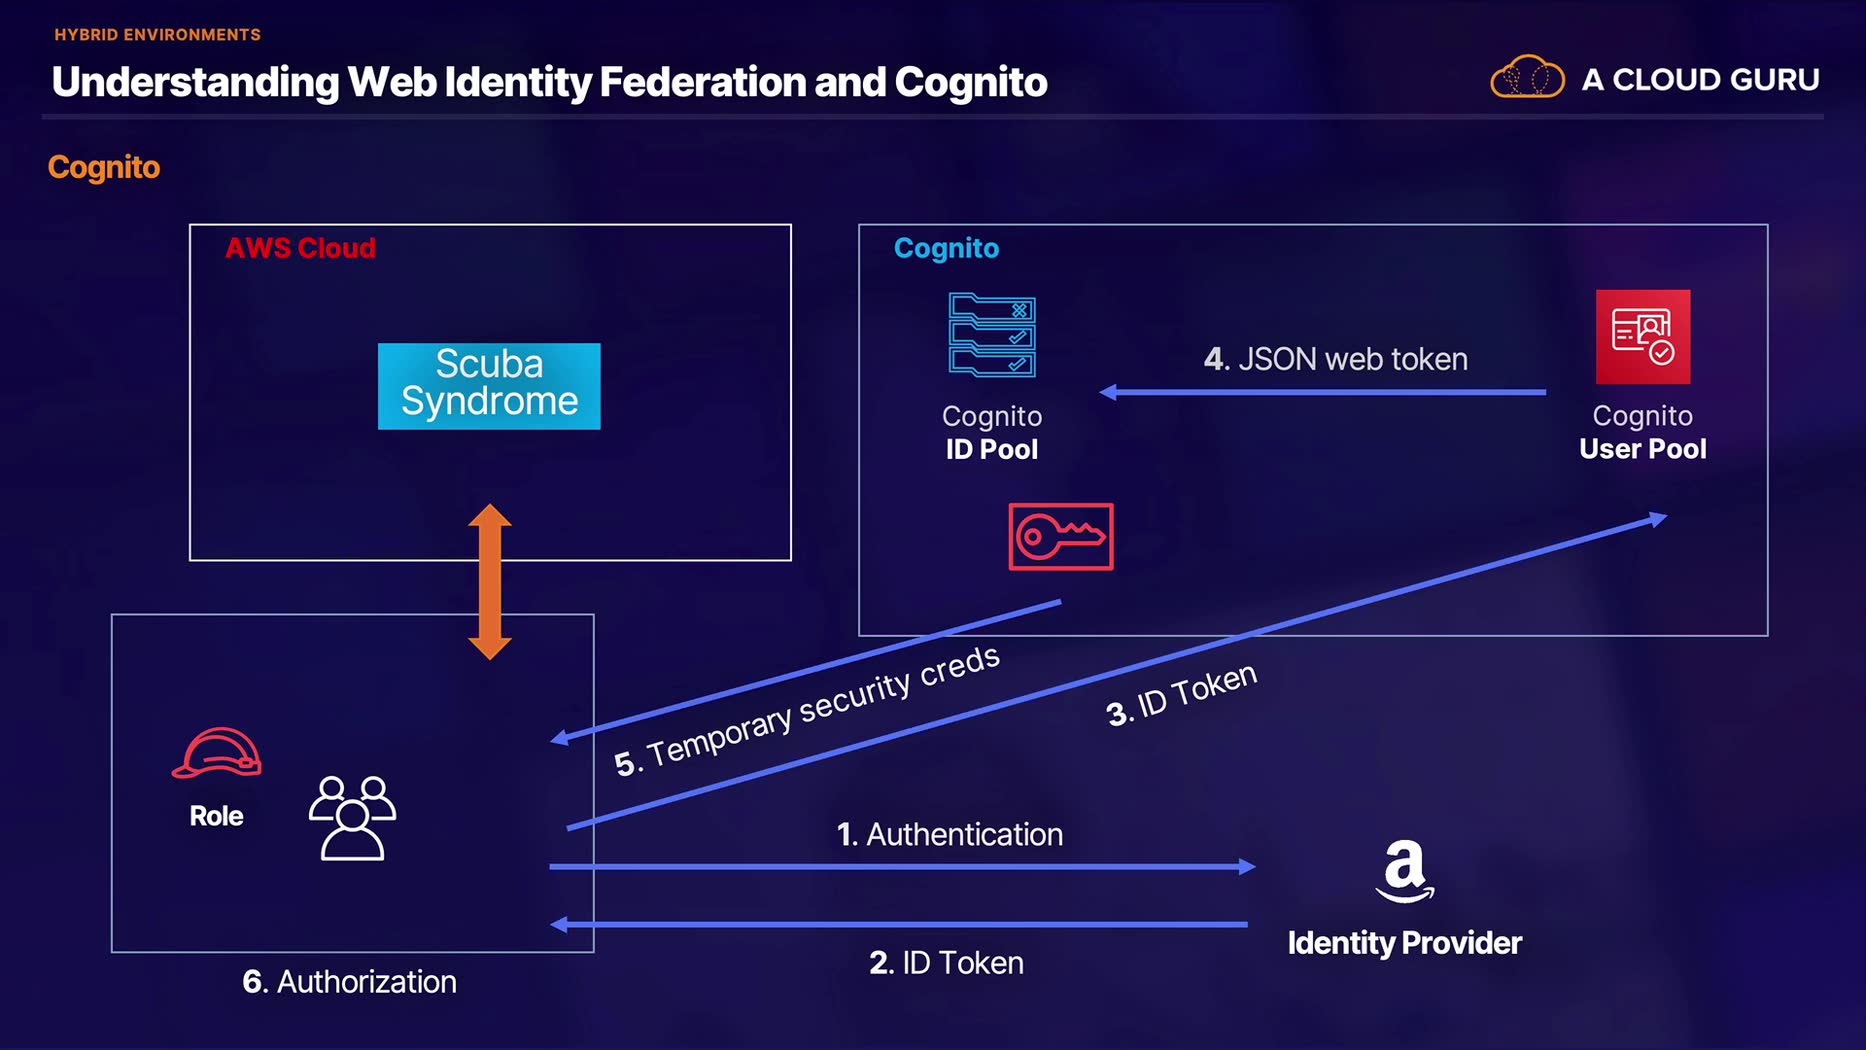 HYBRID ENVIRONMENTS
Understanding Web Identity Federation and Cognito
A CLOUD GURU
Cognito
AWS Cloud
Scuba
Syndrome
Cognito
Cognito
ID Pool
4. JSON web token
Cognito
User Pool
5. Temporary security creds
3. ID Token
Role
1. Authentication
2. ID Token
a
Identity Provider
6. Authorization